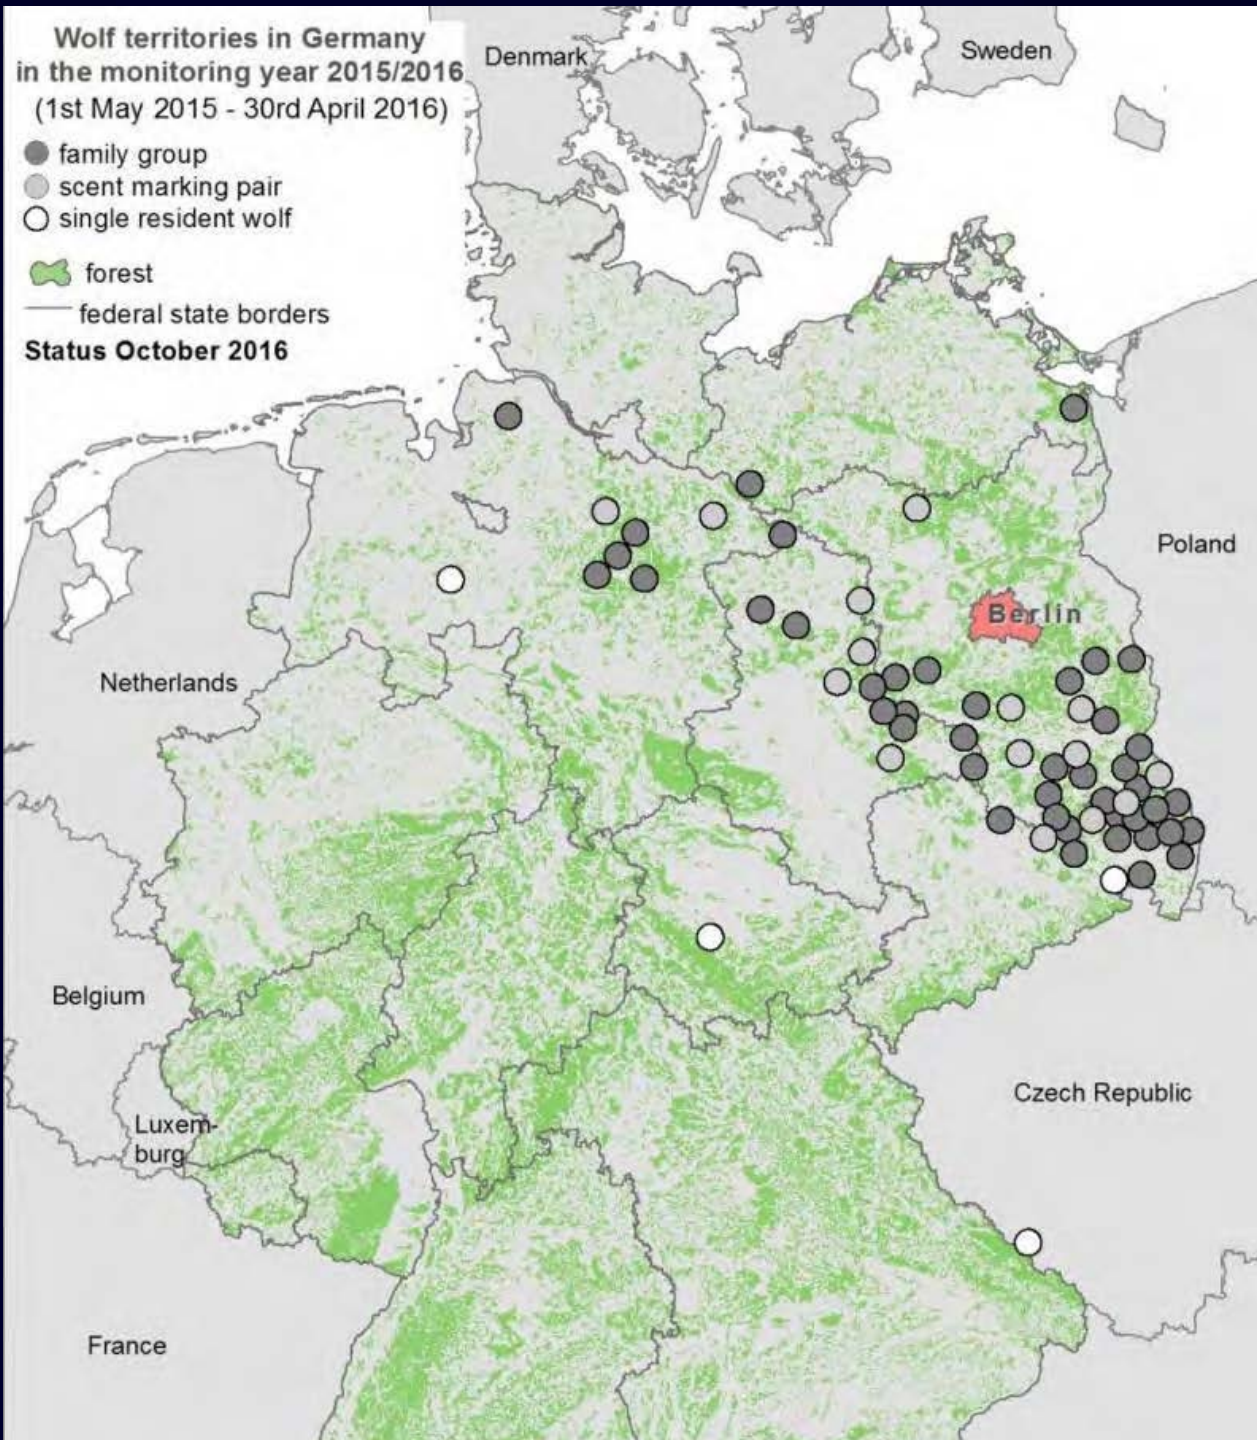 Wolf territories in Germany
in the monitoring year 2015/2016
(1st May 2015 - 30rd April 2016)
family group
scent marking pair
single resident wolf
forest
federal state borders
Status October 2016
Denmark
Sweden
Poland
Berlin
Netherlands
Belgium
Luxem-
burg
Czech Republic
France